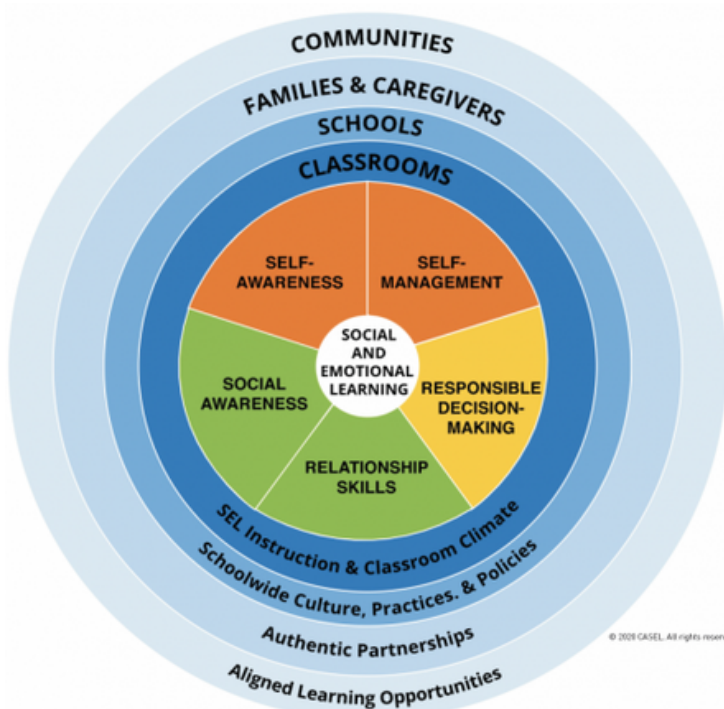 COMMUNITIES
FAMILIES & CAREGIVERS
SCHOOLS
CLASSROOMS
SELF-
AWARENESS
SELF-
MANAGEMENT
SOCIAL
AND
EMOTIONAL
LEARNING
SOCIAL
AWARENESS
RESPONSIBLE
DECISION-
MAKING
RELATIONSHIP
SKILLS
SEL Instruction & Classroom Climate
Schoolwide Culture, Practices. & Policies
Authentic Partnerships
Aligned Learning Opportunities
© 2020 CASEL. All rights rese